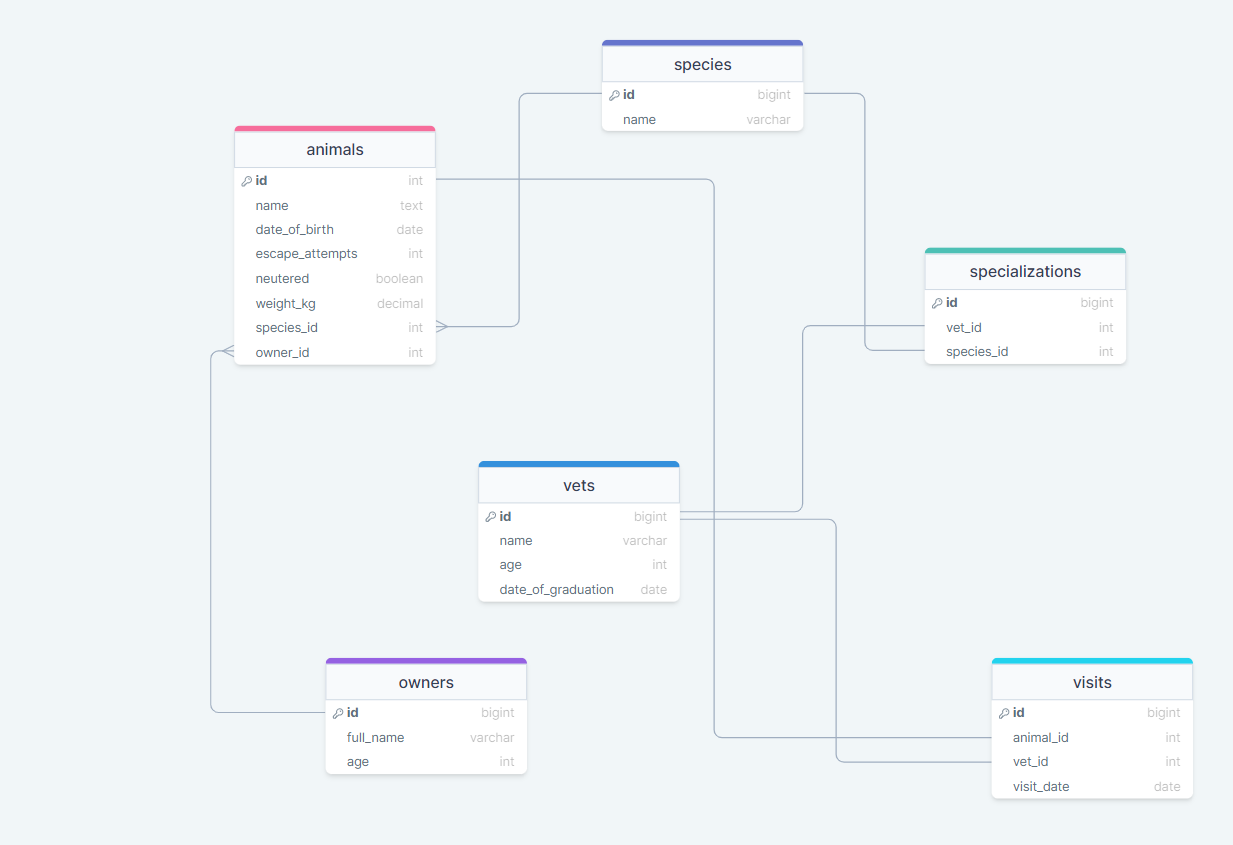 species
id bigint
name varchar
animals
id int
name text
date_of_birth date
escape_attempts int
neutered boolean
weight_kg decimal
species_id int
owner_id int
specializations
id bigint
vet_id int
species_id int
vets
id bigint
name varchar
age int
date_of_graduation date
owners
id bigint
full_name varchar
age int
visits
id bigint
animal_id int
vet_id int
visit_date date